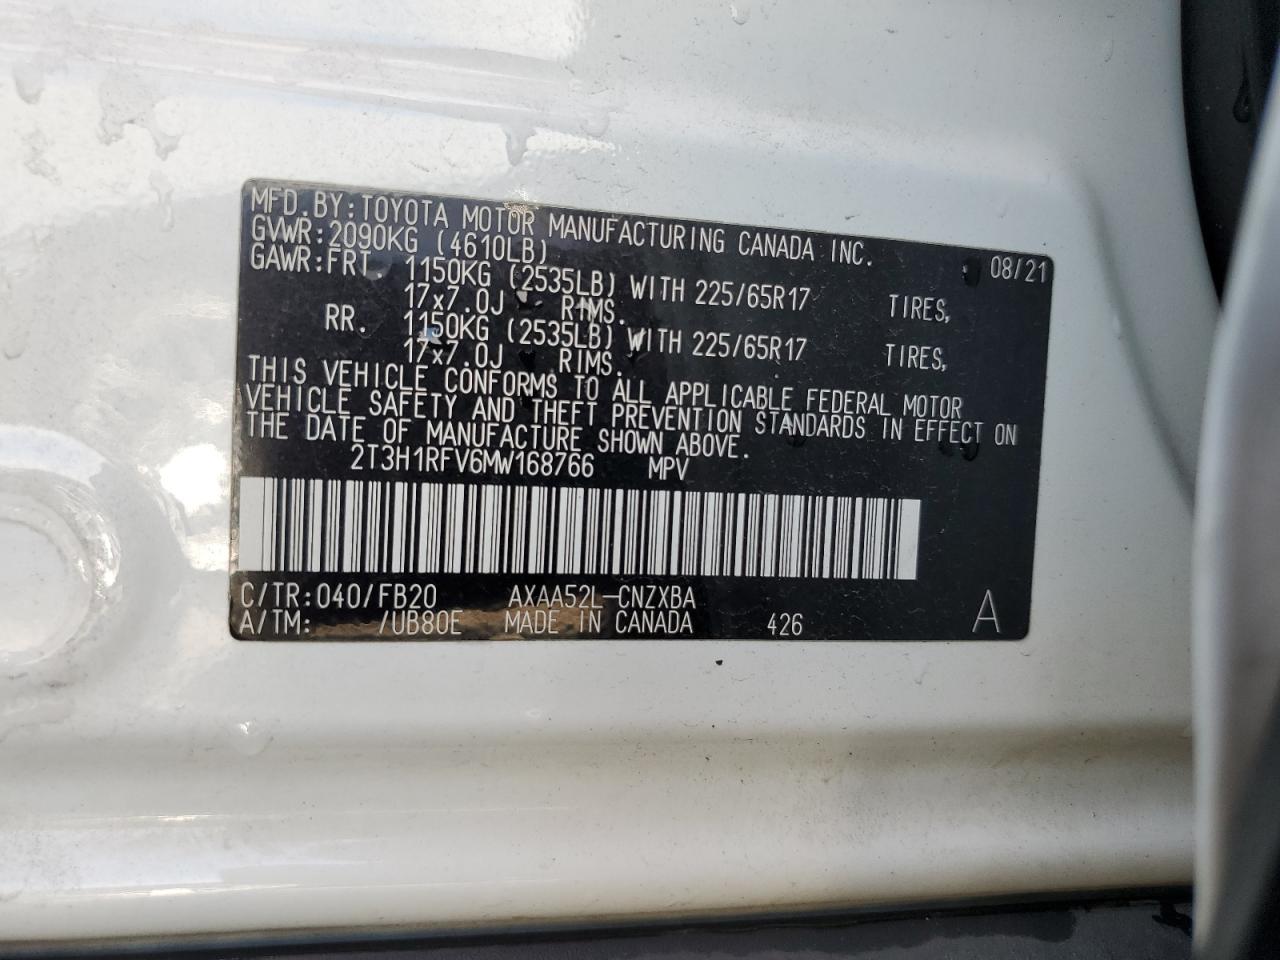 MFD.BY:TOYOTA MOTOR MANUFACTURING CANADA INC.
GVWR:2090KG (4610LB) 08/21
GAWR:FRT. 1150KG (2535LB) WITH 225/65R17 TIRES,
17x7.0J RIMS.
RR. 1150KG (2535LB) WITH 225/65R17 TIRES,
17x7.0J RIMS.
THIS VEHICLE CONFORMS TO ALL APPLICABLE FEDERAL MOTOR
VEHICLE SAFETY AND THEFT PREVENTION STANDARDS IN EFFECT ON
THE DATE OF MANUFACTURE SHOWN ABOVE.
2T3H1RFV6MW168766 MPV
C/TR:040/FB20 AXAA52L-CNZXBA
A/TM: /UB80E MADE IN CANADA 426 A